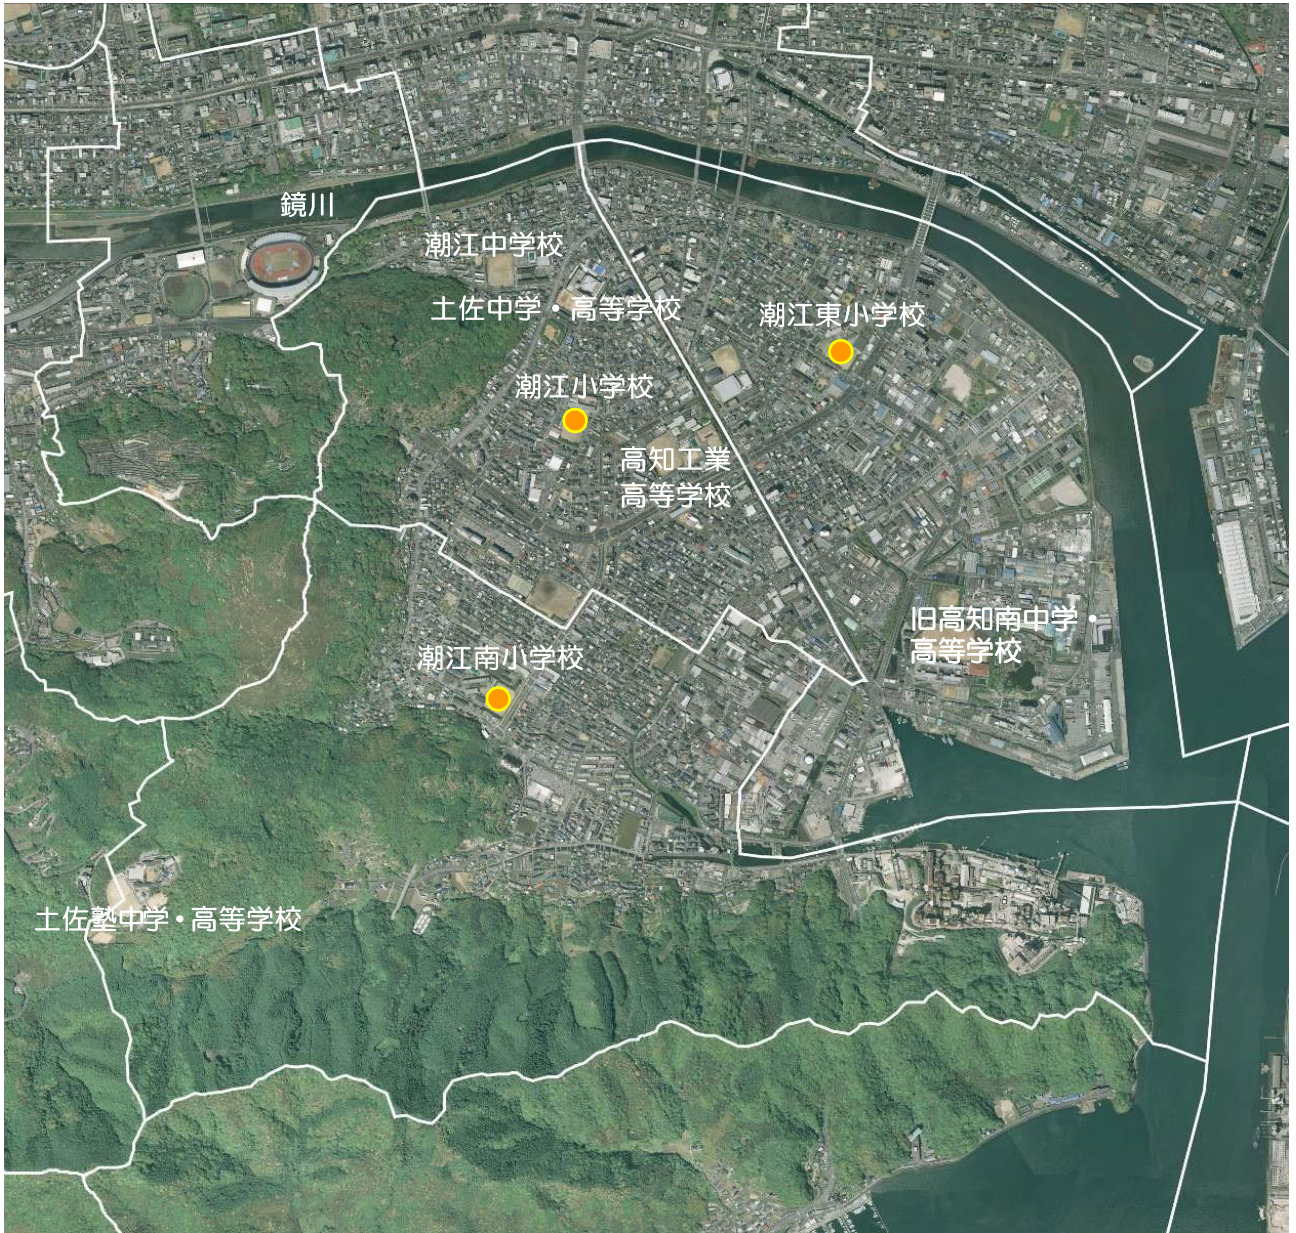 鏡川
潮江中学校
土佐中学・高等学校
潮江東小学校
潮江小学校
高知工業
高等学校
旧高知南中学・
高等学校
潮江南小学校
土佐塾中学・高等学校